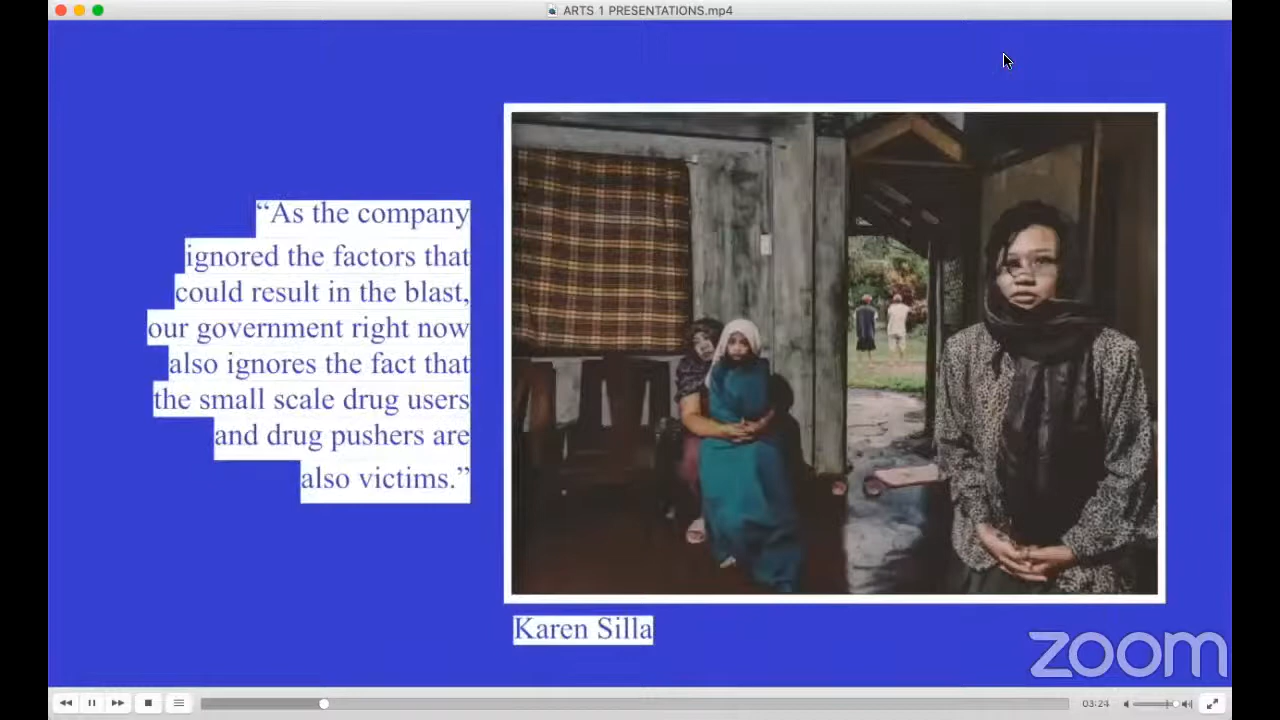 ARTS 1 PRESENTATIONS.mp4
“As the company
ignored the factors that
could result in the blast,
our government right now
also ignores the fact that
the small scale drug users
and drug pushers are
also victims.”
Karen Silla
zoom
03:24